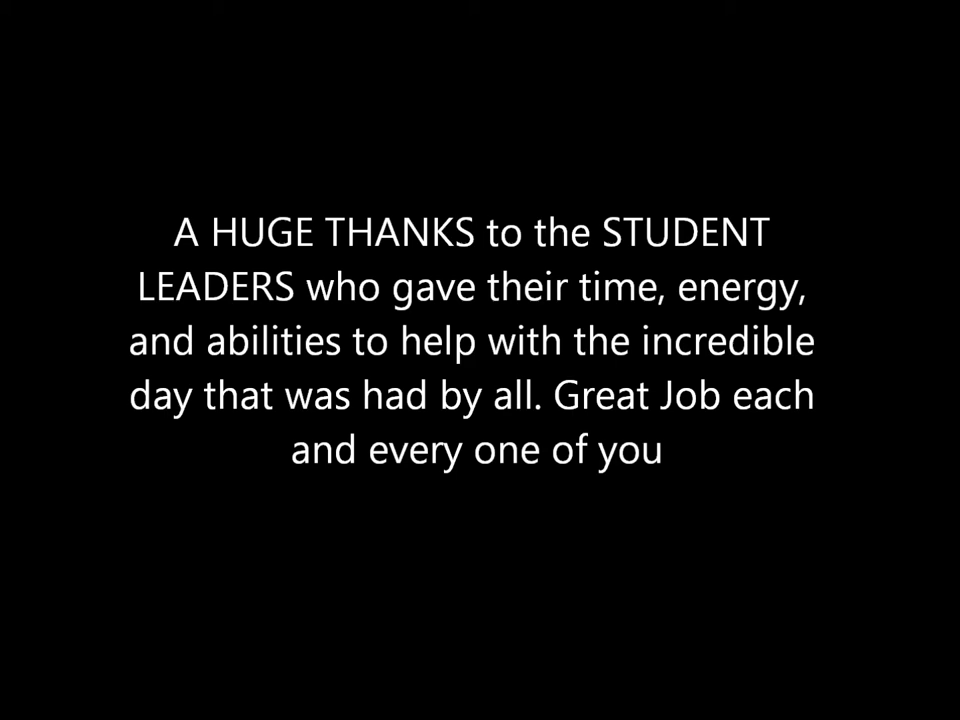 A HUGE THANKS to the STUDENT
LEADERS who gave their time, energy,
and abilities to help with the incredible
day that was had by all. Great Job each
and every one of you